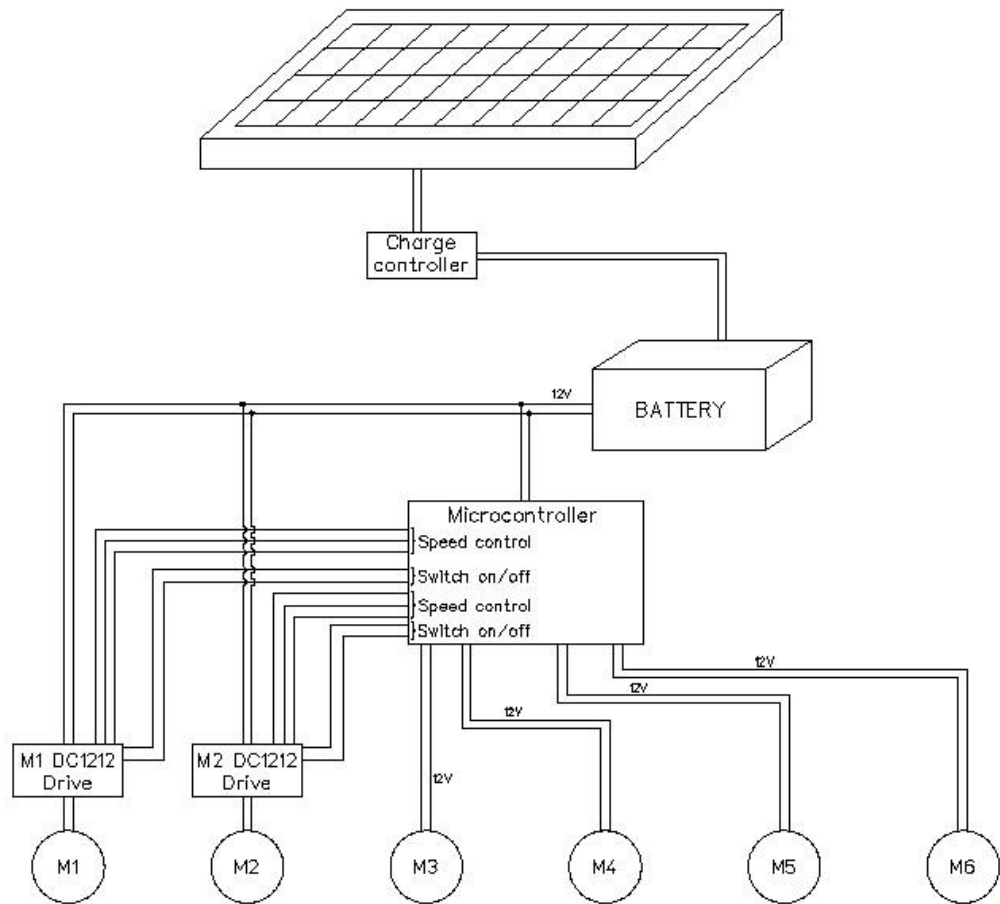 Charge
controller
12V
BATTERY
Microcontroller
Speed control
Switch on/off
Speed control
Switch on/off
12V
12V
12V
12V
M1 DC1212
Drive
M2 DC1212
Drive
M1
M2
M3
M4
M5
M6